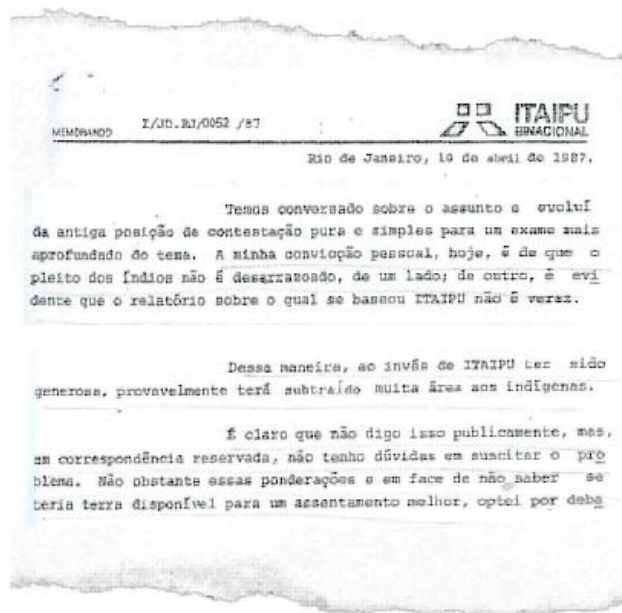 MEMORANDO
I/JD.RJ/0052 /87
ITAIPU
BINACIONAL
Rio de Janeiro, 10 de abril de 1987.
Temos conversado sobre o assunto e evoluí
da antiga posição de contestação pura e simples para um exame mais
aprofundado do tema. A minha convicção pessoal, hoje, é de que o
pleito dos índios não é desarrazoado, de um lado; de outro, é evi
dente que o relatório sobre o qual se baseou ITAIPU não é veraz.
Dessa maneira, ao invés de ITAIPU ter sido
generosa, provavelmente terá subtraído muita área aos indígenas.
É claro que não digo isso publicamente, mas,
em correspondência reservada, não tenho dúvidas em suscitar o pro
blema. Não obstante essas ponderações e em face de não saber se
teria terra disponível para um assentamento melhor, optei por deba